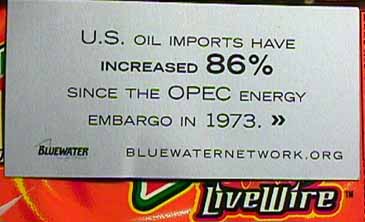 U.S. OIL IMPORTS HAVE
INCREASED 86%
SINCE THE OPEC ENERGY
EMBARGO IN 1973. »
BLUEWATER BLUEWATERNETWORK.ORG
LiveWire